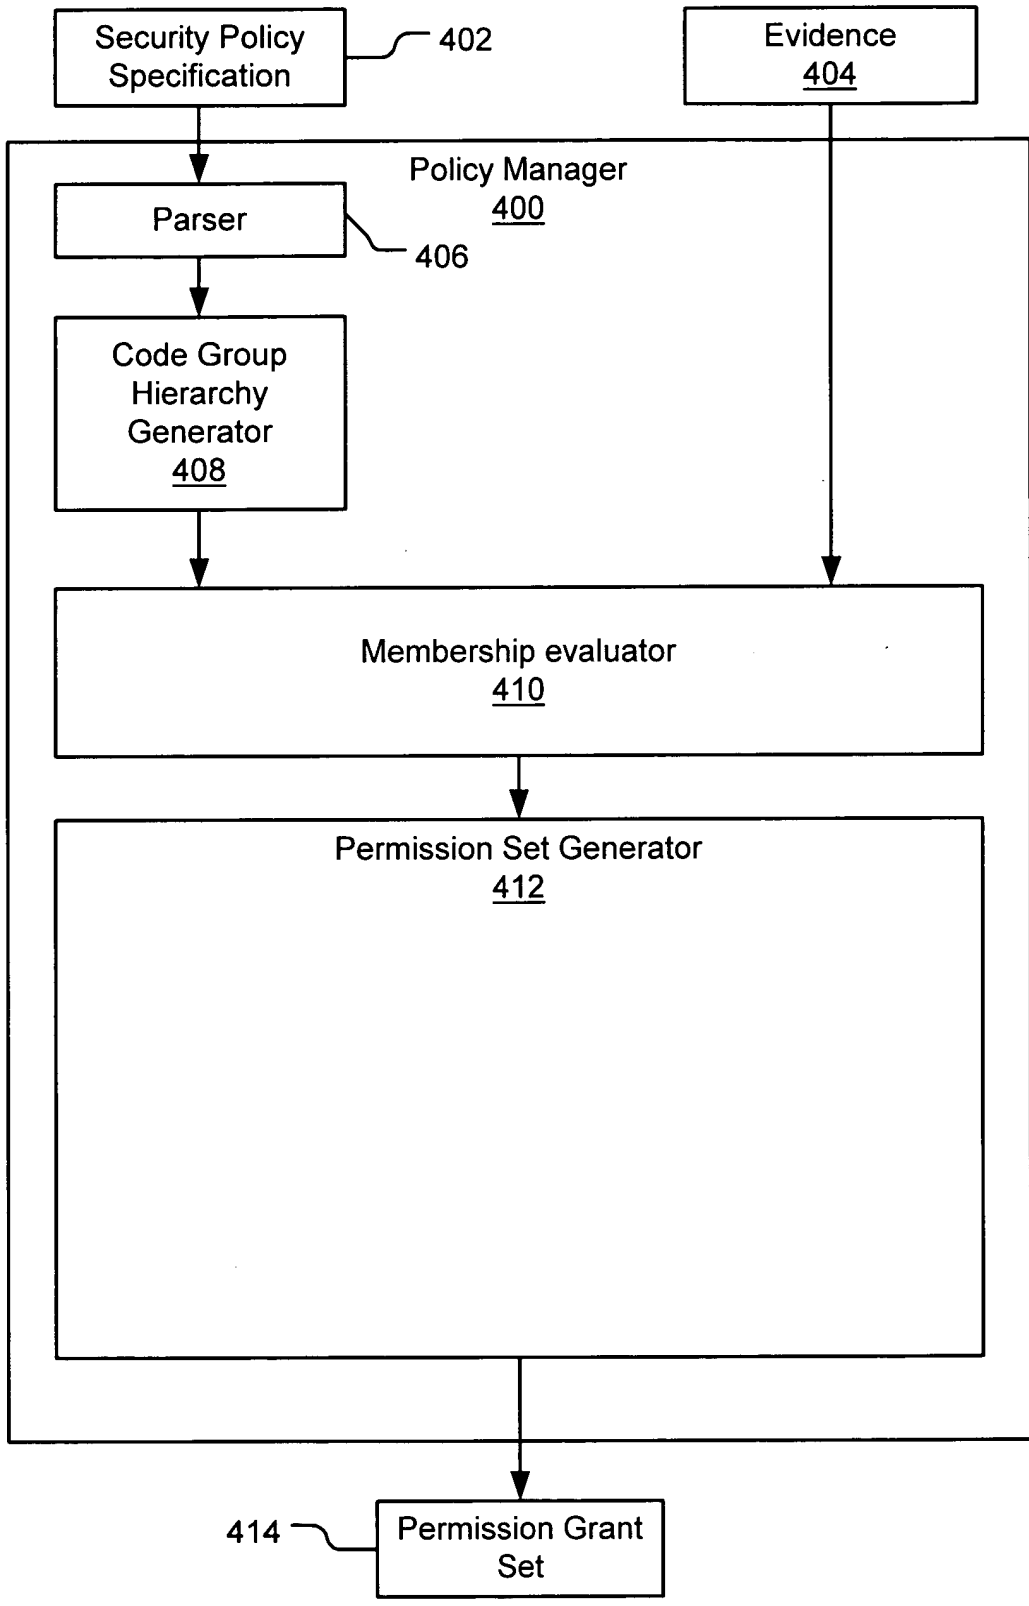 Security Policy
Specification
402
Evidence
404
Policy Manager
400
Parser
406
Code Group
Hierarchy
Generator
408
Membership evaluator
410
Permission Set Generator
412
414
Permission Grant
Set